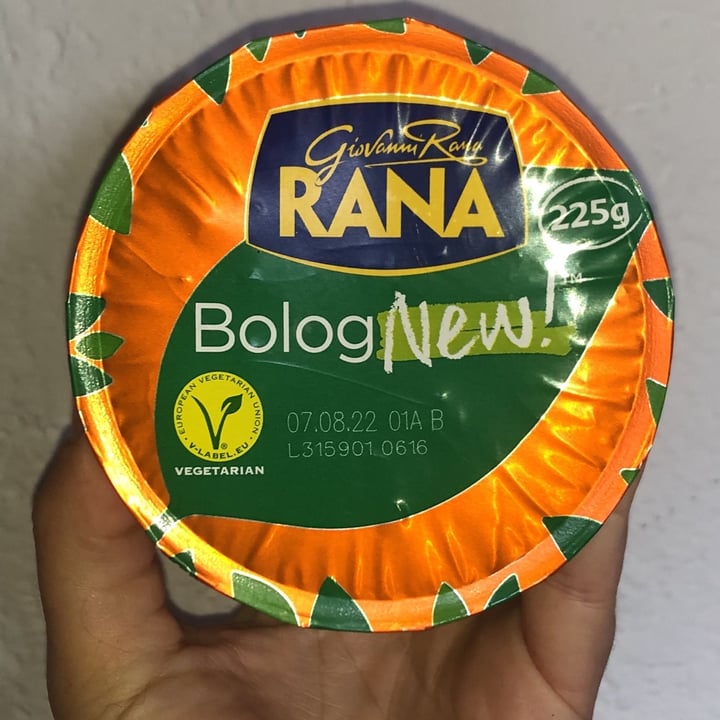 Giovanni Rana
RANA
225g
BologNew!™
EUROPEAN VEGETARIAN UNION
V-LABEL.EU
®
VEGETARIAN
07.08.22 01A B
L315901 0616